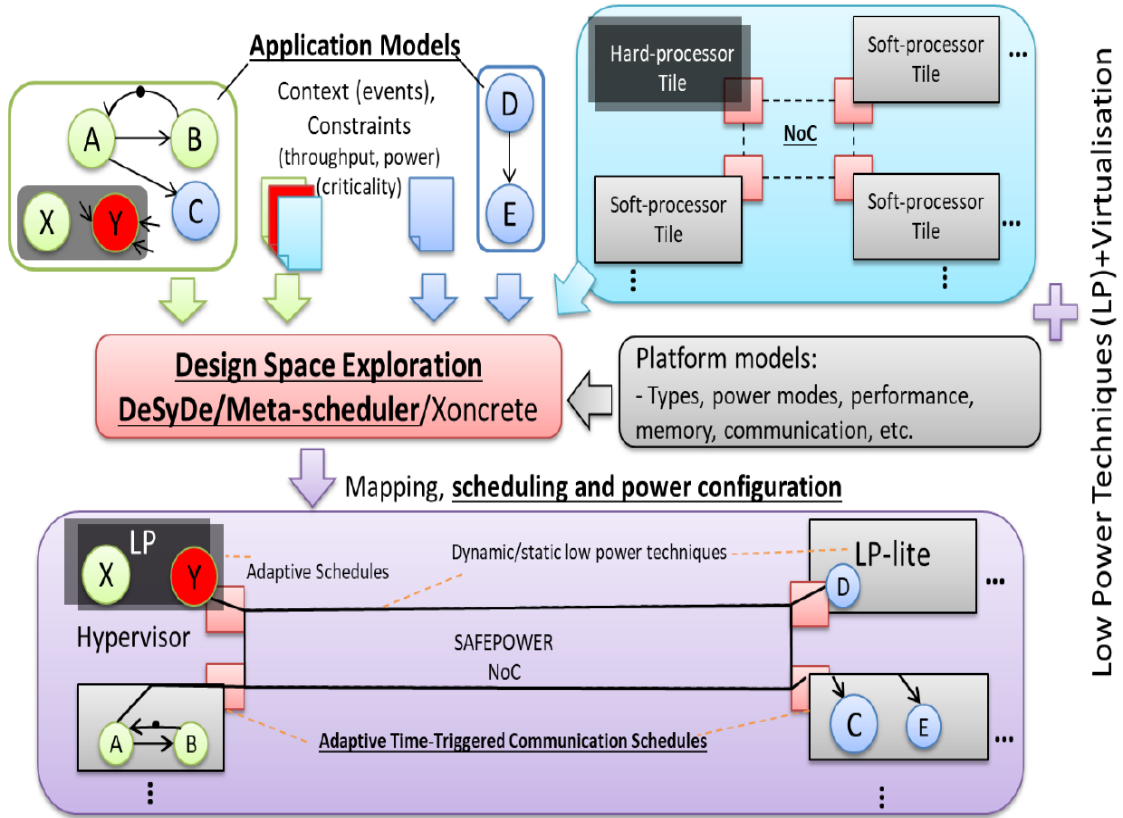 Application Models
Context (events),
Constraints
(throughput, power)
(criticality)
A
B
C
X
Y
D
E
Hard-processor
Tile
Soft-processor
Tile
...
NoC
Soft-processor
Tile
...
Soft-processor
Tile
...
...
Low Power Techniques (LP)+Virtualisation
Design Space Exploration
DeSyDe/Meta-scheduler/Xoncrete
Platform models:
- Types, power modes, performance,
memory, communication, etc.
Mapping, scheduling and power configuration
LP
X
Y
Adaptive Schedules
Dynamic/static low power techniques
LP-lite
D
...
Hypervisor
SAFEPOWER
NoC
A
B
...
Adaptive Time-Triggered Communication Schedules
C
E
...
...